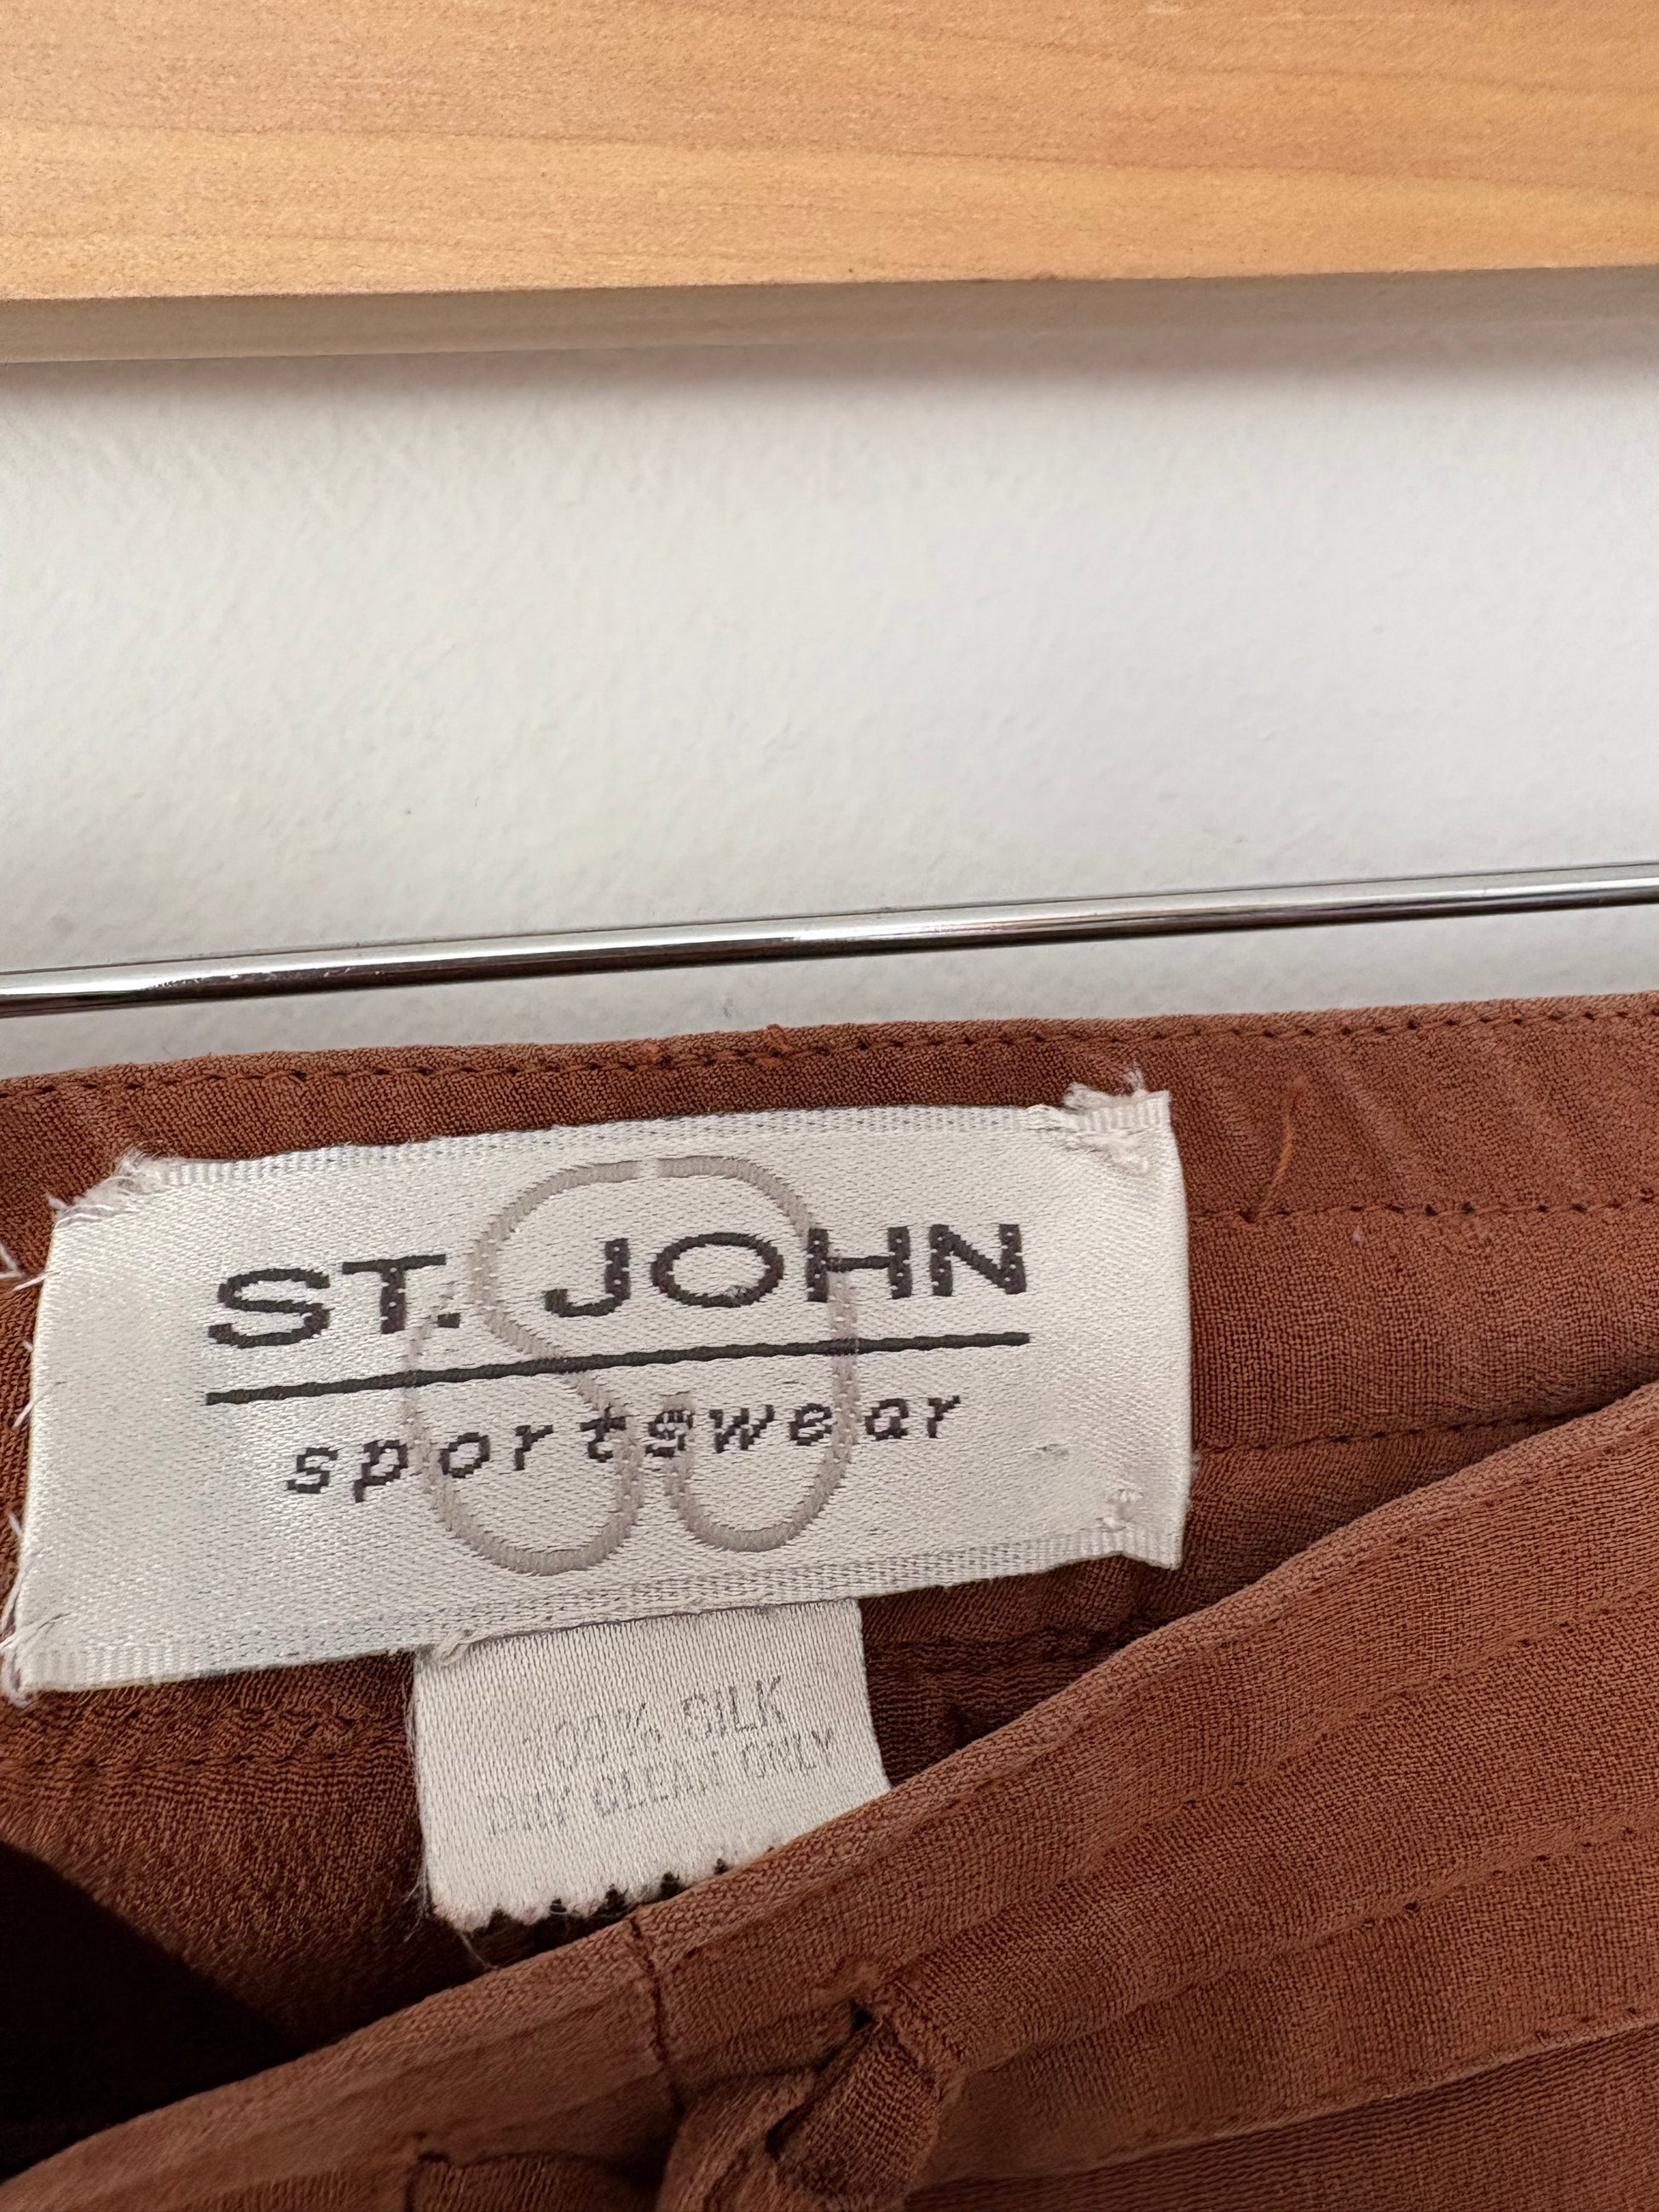 ST. JOHN
sportswear
100% SILK
DRY CLEAN ONLY